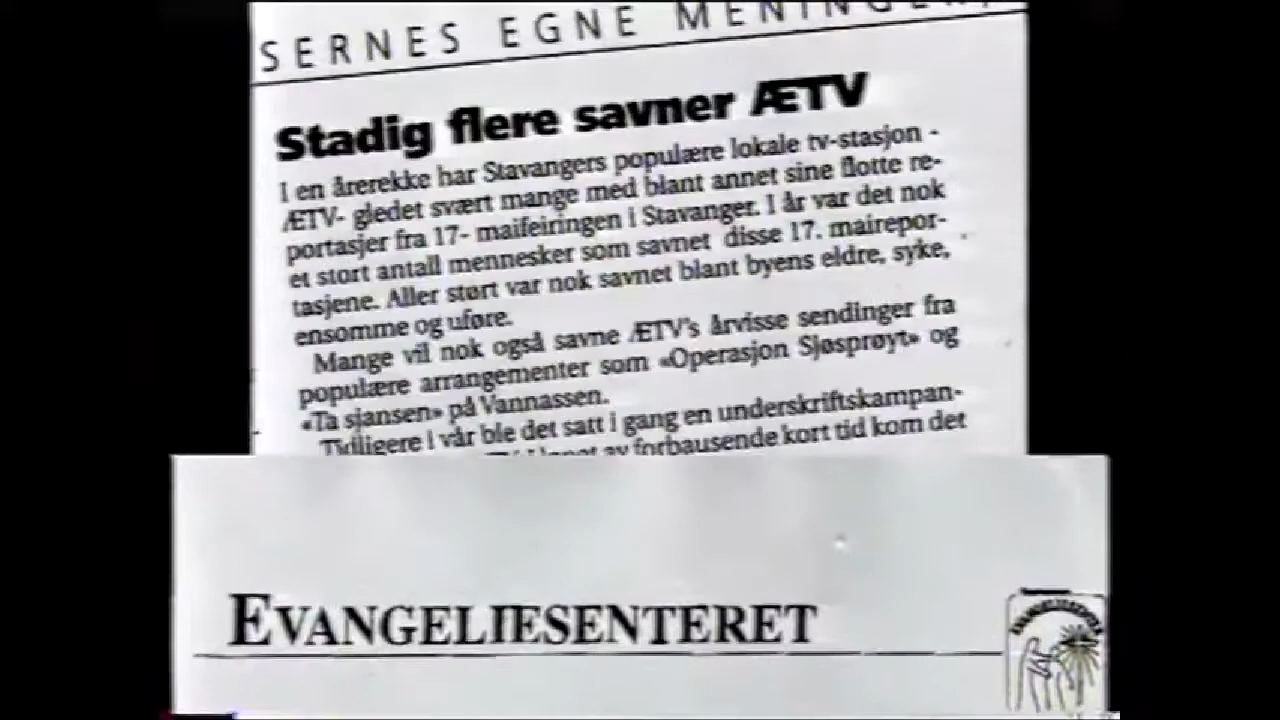 SERNES EGNE MENINGER
Stadig flere savner ÆTV
I en årerekke har Stavangers populære lokale tv-stasjon -
ÆTV- gledet svært mange med blant annet sine flotte re-
portasjer fra 17- maifeiringen i Stavanger. I år var det nok
et stort antall mennesker som savnet disse 17. mairepor-
tasjene. Aller størt var nok savnet blant byens eldre, syke,
ensomme og uføre.
Mange vil nok også savne ÆTV's årvisse sendinger fra
populære arrangementer som «Operasjon Sjøsprøyt» og
«Ta sjansen» på Vannassen.
Tidligere i vår ble det satt i gang en underskriftskampan-
av forbausende kort tid kom det
EVANGELIESENTERET
EVANGELIESENTERET